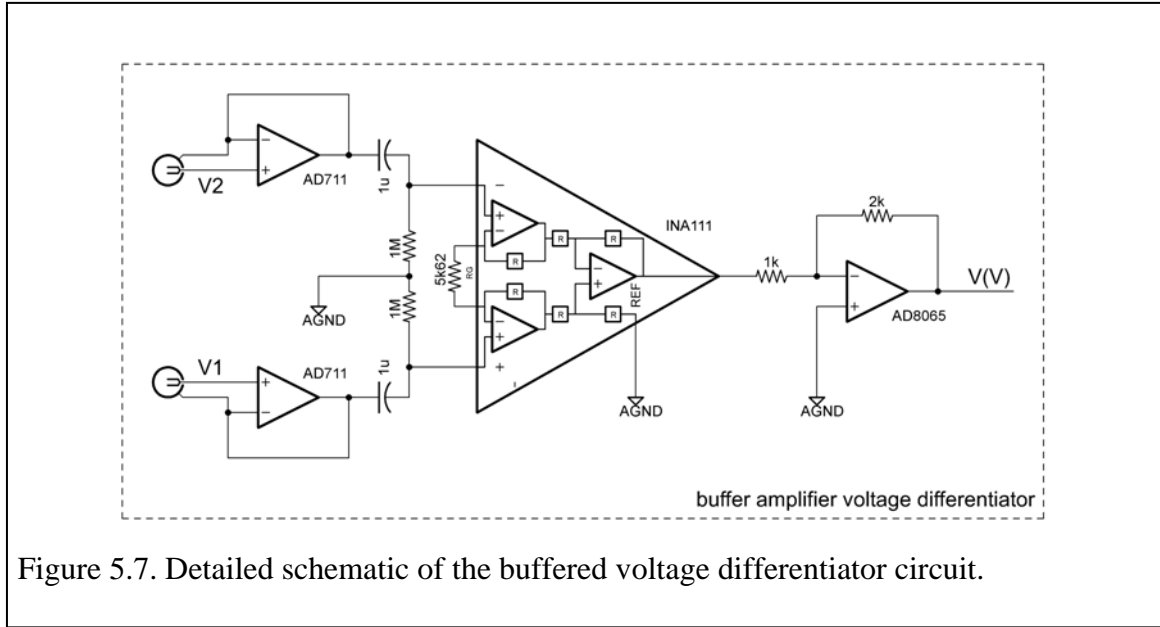 V2
AD711
1u
1M
AGND
1M
V1
AD711
1u
5k62
RG
R
R
R
R
R
R
REF
INA111
AGND
1k
2k
AD8065
AGND
V(V)
buffer amplifier voltage differentiator
Figure 5.7. Detailed schematic of the buffered voltage differentiator circuit.